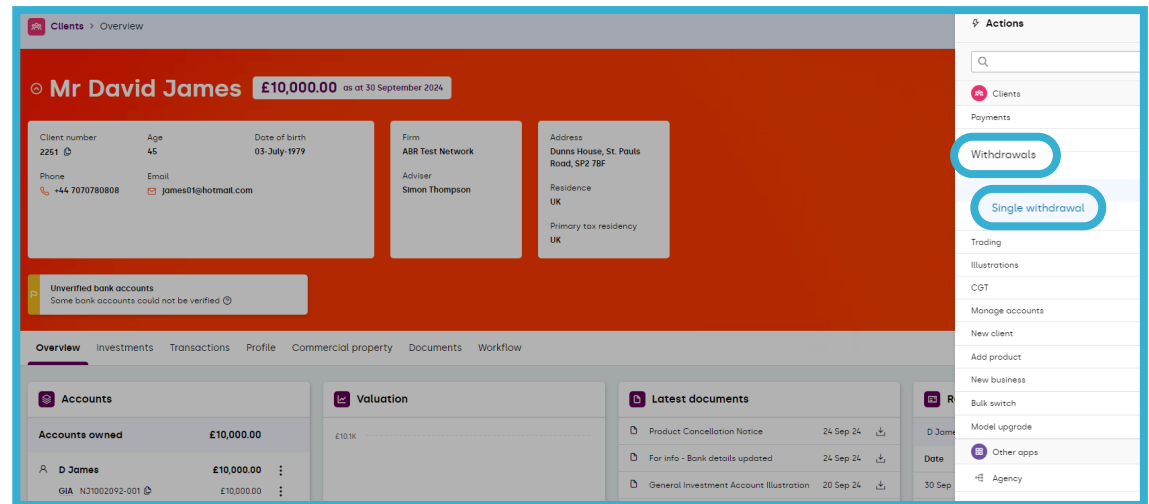 Clients > Overview
Mr David James £10,000.00 as at 30 September 2024
Client number Age Date of birth
2251 45 03-July-1979
Phone Email
+44 7070780808 james01@hotmail.com
Firm
ABR Test Network
Adviser
Simon Thompson
Address
Dunns House, St. Pauls
Road, SP2 7BF
Residence
UK
Primary tax residency
UK
Unverified bank accounts
Some bank accounts could not be verified
Overview Investments Transactions Profile Commercial property Documents Workflow
Accounts
Accounts owned £10,000.00
D James £10,000.00
GIA NJ1002092-001 £10,000.00
Valuation
£10.1K
Latest documents
Product Cancellation Notice 24 Sep 24
For info - Bank details updated 24 Sep 24
General Investment Account Illustration 20 Sep 24
D Jame
Date
30 Sep
Actions
Clients
Payments
Withdrawals
Single withdrawal
Trading
Illustrations
CGT
Manage accounts
New client
Add product
New business
Bulk switch
Model upgrade
Other apps
Agency